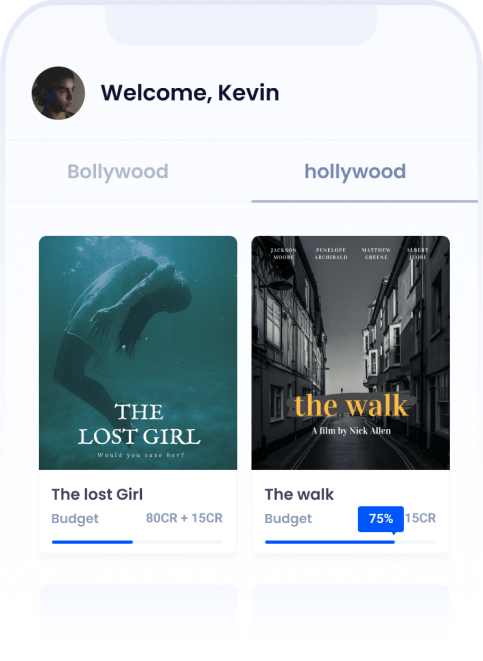 Welcome, Kevin
Bollywood
hollywood
JACKSON MOORE
PENELOPE ARCHIBALD
MATTHEW GREENE
ALBERT
THE
LOST GIRL
Would you save her?
the walk
A film by Nick Allen
The lost Girl
Budget 80CR + 15CR
The walk
Budget 75% 15CR